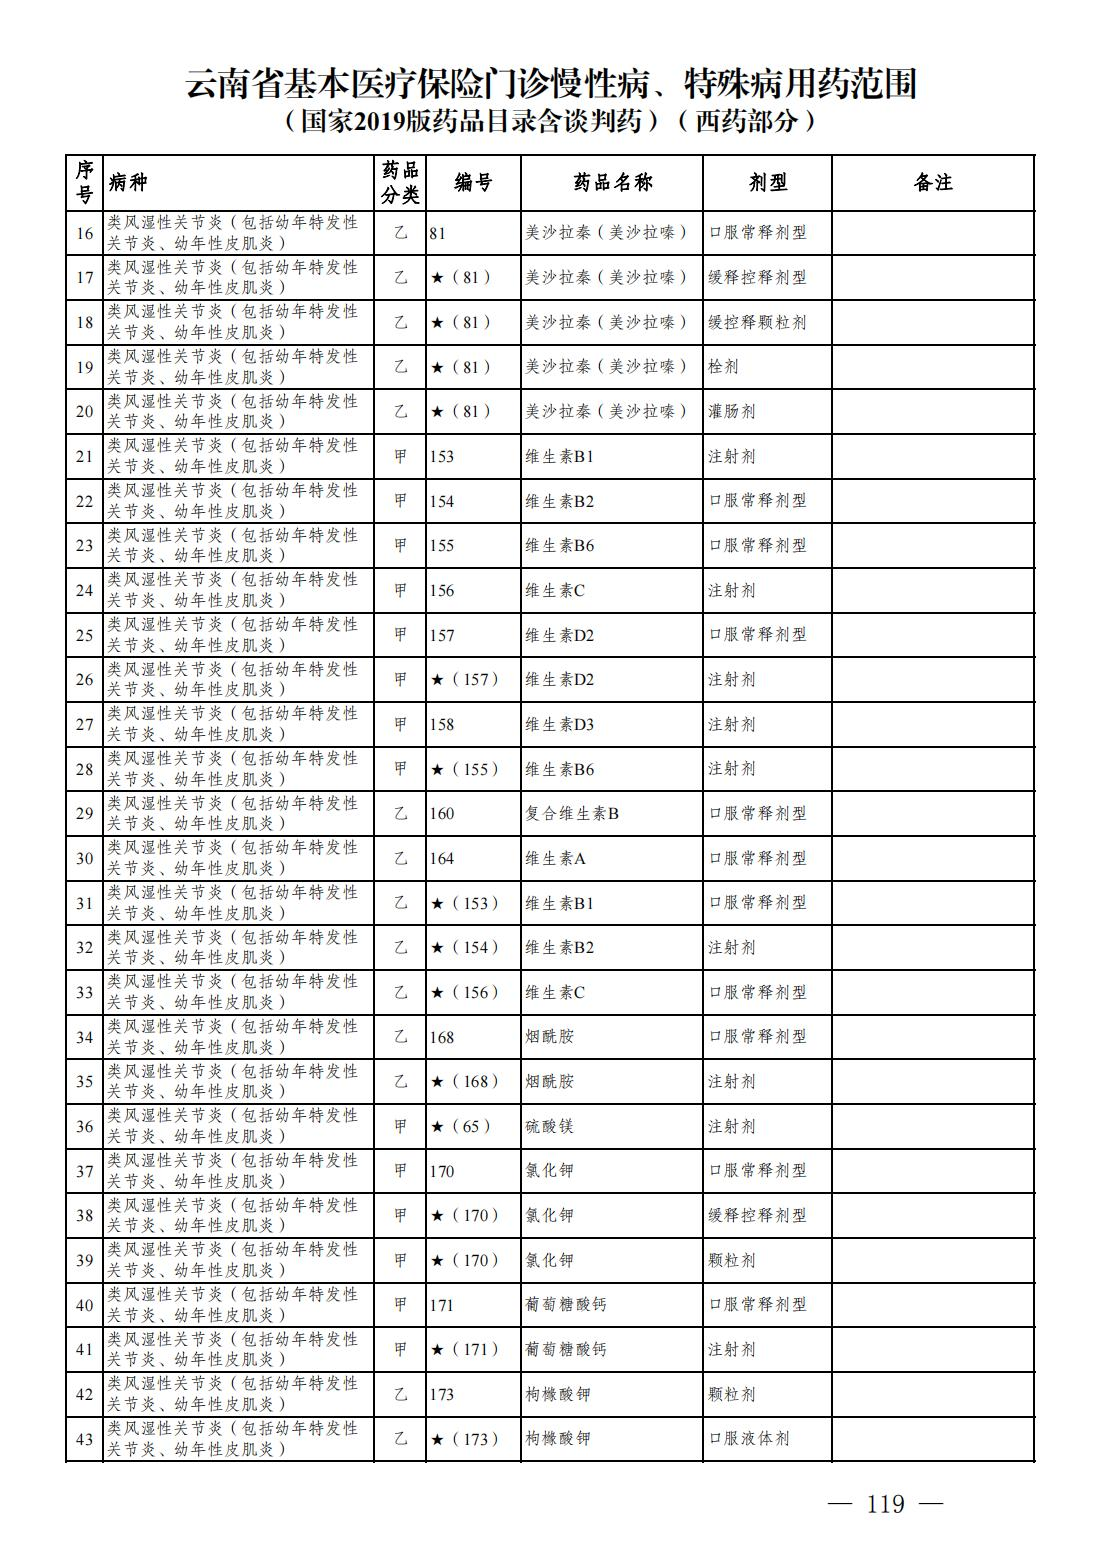 云南省基本医疗保险门诊慢性病、特殊病用药范围
（国家2019版药品目录含谈判药）（西药部分）
序号 病种 药品分类 编号 药品名称 剂型 备注
16 类风湿性关节炎（包括幼年特发性关节炎、幼年性皮肌炎） 乙 81 美沙拉秦（美沙拉嗪） 口服常释剂型
17 类风湿性关节炎（包括幼年特发性关节炎、幼年性皮肌炎） 乙 ★（81） 美沙拉秦（美沙拉嗪） 缓释控释剂型
18 类风湿性关节炎（包括幼年特发性关节炎、幼年性皮肌炎） 乙 ★（81） 美沙拉秦（美沙拉嗪） 缓控释颗粒剂
19 类风湿性关节炎（包括幼年特发性关节炎、幼年性皮肌炎） 乙 ★（81） 美沙拉秦（美沙拉嗪） 栓剂
20 类风湿性关节炎（包括幼年特发性关节炎、幼年性皮肌炎） 乙 ★（81） 美沙拉秦（美沙拉嗪） 灌肠剂
21 类风湿性关节炎（包括幼年特发性关节炎、幼年性皮肌炎） 甲 153 维生素B1 注射剂
22 类风湿性关节炎（包括幼年特发性关节炎、幼年性皮肌炎） 甲 154 维生素B2 口服常释剂型
23 类风湿性关节炎（包括幼年特发性关节炎、幼年性皮肌炎） 甲 155 维生素B6 口服常释剂型
24 类风湿性关节炎（包括幼年特发性关节炎、幼年性皮肌炎） 甲 156 维生素C 注射剂
25 类风湿性关节炎（包括幼年特发性关节炎、幼年性皮肌炎） 甲 157 维生素D2 口服常释剂型
26 类风湿性关节炎（包括幼年特发性关节炎、幼年性皮肌炎） 甲 ★（157） 维生素D2 注射剂
27 类风湿性关节炎（包括幼年特发性关节炎、幼年性皮肌炎） 甲 158 维生素D3 注射剂
28 类风湿性关节炎（包括幼年特发性关节炎、幼年性皮肌炎） 甲 ★（155） 维生素B6 注射剂
29 类风湿性关节炎（包括幼年特发性关节炎、幼年性皮肌炎） 乙 160 复合维生素B 口服常释剂型
30 类风湿性关节炎（包括幼年特发性关节炎、幼年性皮肌炎） 乙 164 维生素A 口服常释剂型
31 类风湿性关节炎（包括幼年特发性关节炎、幼年性皮肌炎） 乙 ★（153） 维生素B1 口服常释剂型
32 类风湿性关节炎（包括幼年特发性关节炎、幼年性皮肌炎） 乙 ★（154） 维生素B2 注射剂
33 类风湿性关节炎（包括幼年特发性关节炎、幼年性皮肌炎） 乙 ★（156） 维生素C 口服常释剂型
34 类风湿性关节炎（包括幼年特发性关节炎、幼年性皮肌炎） 乙 168 烟酰胺 口服常释剂型
35 类风湿性关节炎（包括幼年特发性关节炎、幼年性皮肌炎） 乙 ★（168） 烟酰胺 注射剂
36 类风湿性关节炎（包括幼年特发性关节炎、幼年性皮肌炎） 甲 ★（65） 硫酸镁 注射剂
37 类风湿性关节炎（包括幼年特发性关节炎、幼年性皮肌炎） 甲 170 氯化钾 口服常释剂型
38 类风湿性关节炎（包括幼年特发性关节炎、幼年性皮肌炎） 甲 ★（170） 氯化钾 缓释控释剂型
39 类风湿性关节炎（包括幼年特发性关节炎、幼年性皮肌炎） 甲 ★（170） 氯化钾 颗粒剂
40 类风湿性关节炎（包括幼年特发性关节炎、幼年性皮肌炎） 甲 171 葡萄糖酸钙 口服常释剂型
41 类风湿性关节炎（包括幼年特发性关节炎、幼年性皮肌炎） 甲 ★（171） 葡萄糖酸钙 注射剂
42 类风湿性关节炎（包括幼年特发性关节炎、幼年性皮肌炎） 乙 173 枸橼酸钾 颗粒剂
43 类风湿性关节炎（包括幼年特发性关节炎、幼年性皮肌炎） 乙 ★（173） 枸橼酸钾 口服液体剂
— 119 —